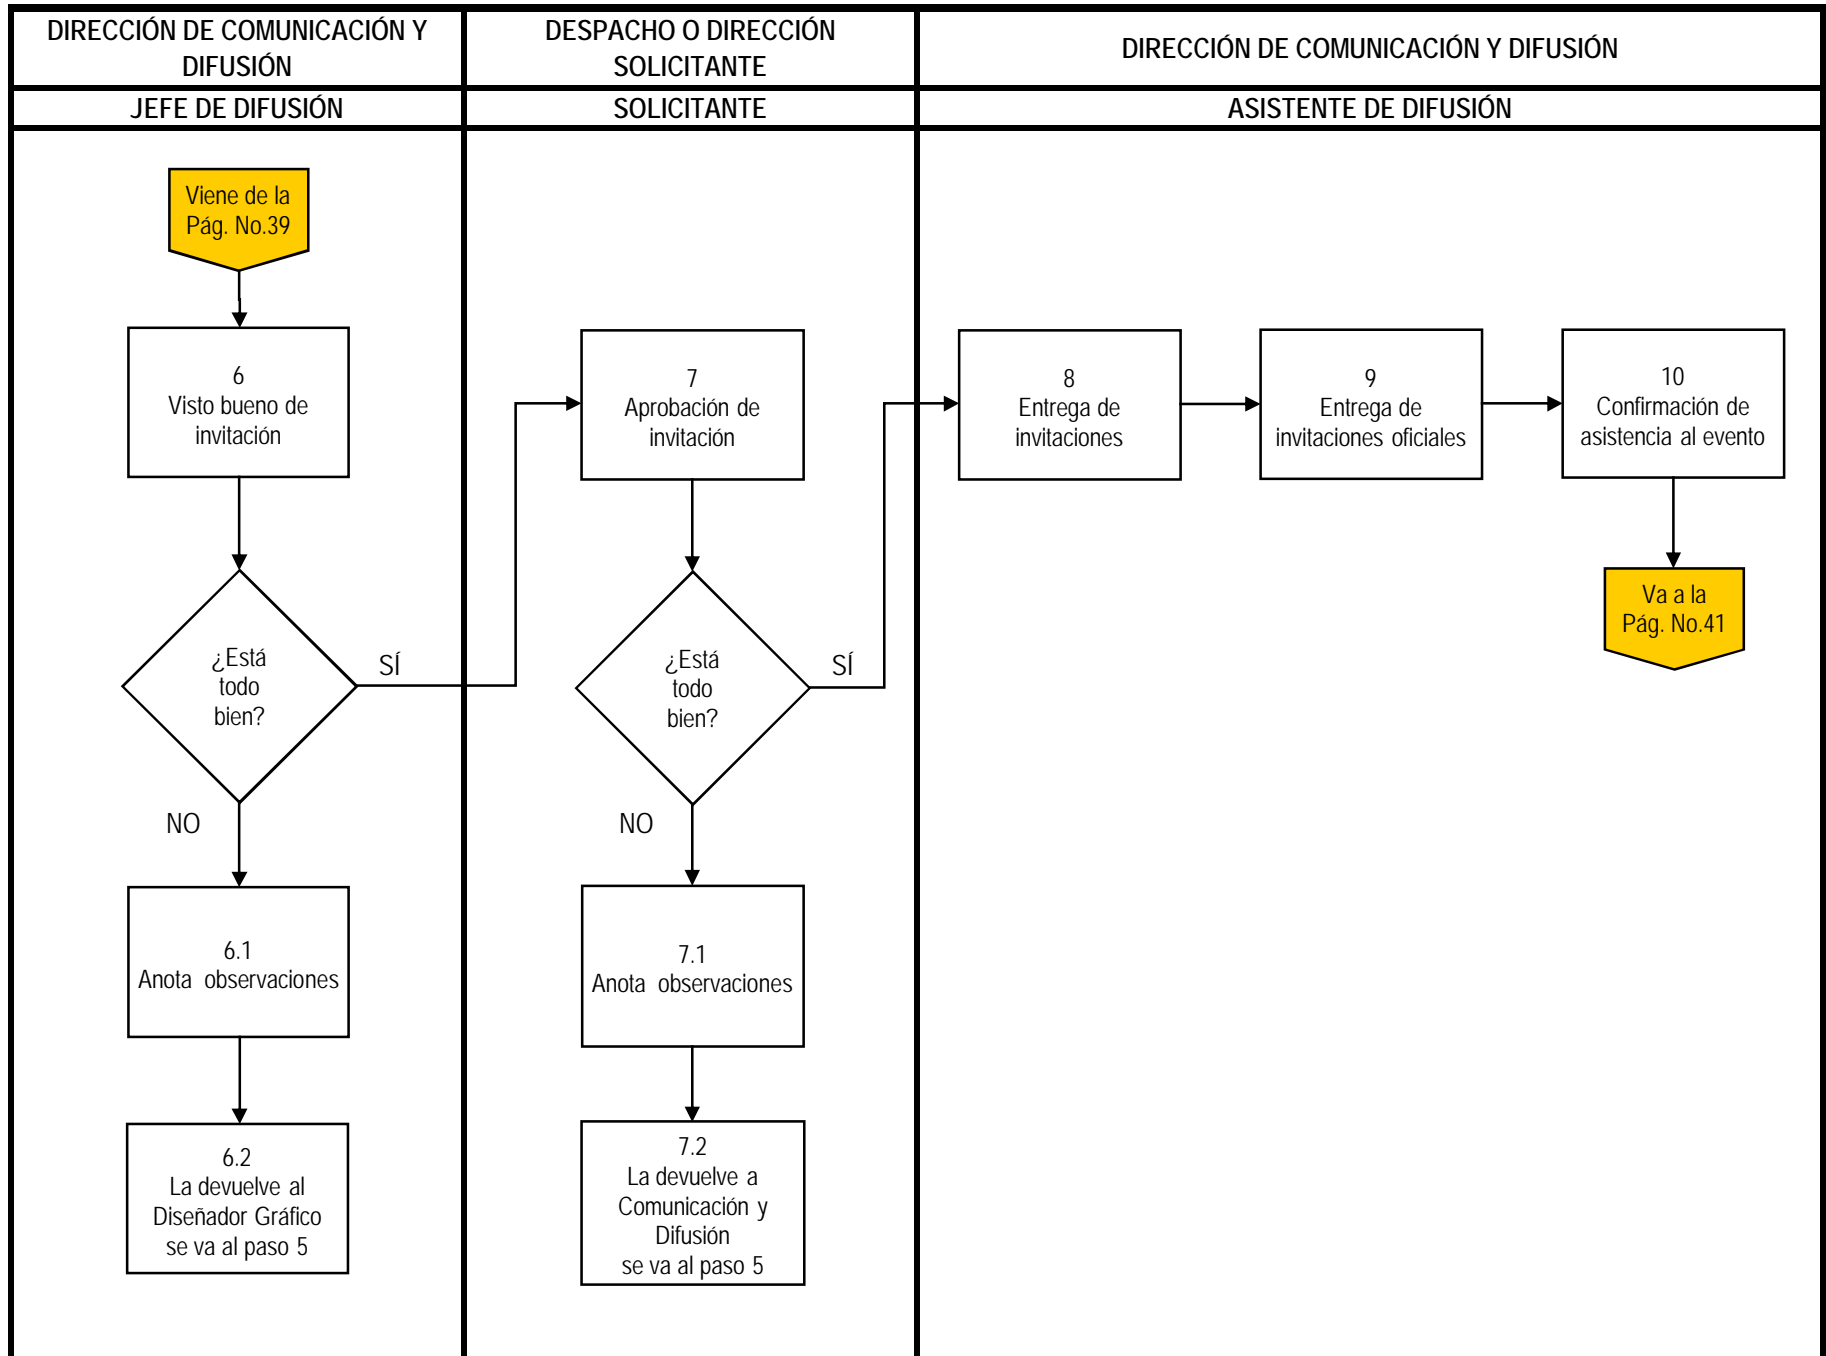 DIRECCIÓN DE COMUNICACIÓN Y
DIFUSIÓN
JEFE DE DIFUSIÓN
DESPACHO O DIRECCIÓN
SOLICITANTE
SOLICITANTE
DIRECCIÓN DE COMUNICACIÓN Y DIFUSIÓN
ASISTENTE DE DIFUSIÓN
Viene de la
Pág. No.39
6
Visto bueno de
invitación
¿Está
todo
bien?
SÍ
NO
6.1
Anota observaciones
6.2
La devuelve al
Diseñador Gráfico
se va al paso 5
7
Aprobación de
invitación
¿Está
todo
bien?
SÍ
NO
7.1
Anota observaciones
7.2
La devuelve a
Comunicación y
Difusión
se va al paso 5
8
Entrega de
invitaciones
9
Entrega de
invitaciones oficiales
10
Confirmación de
asistencia al evento
Va a la
Pág. No.41